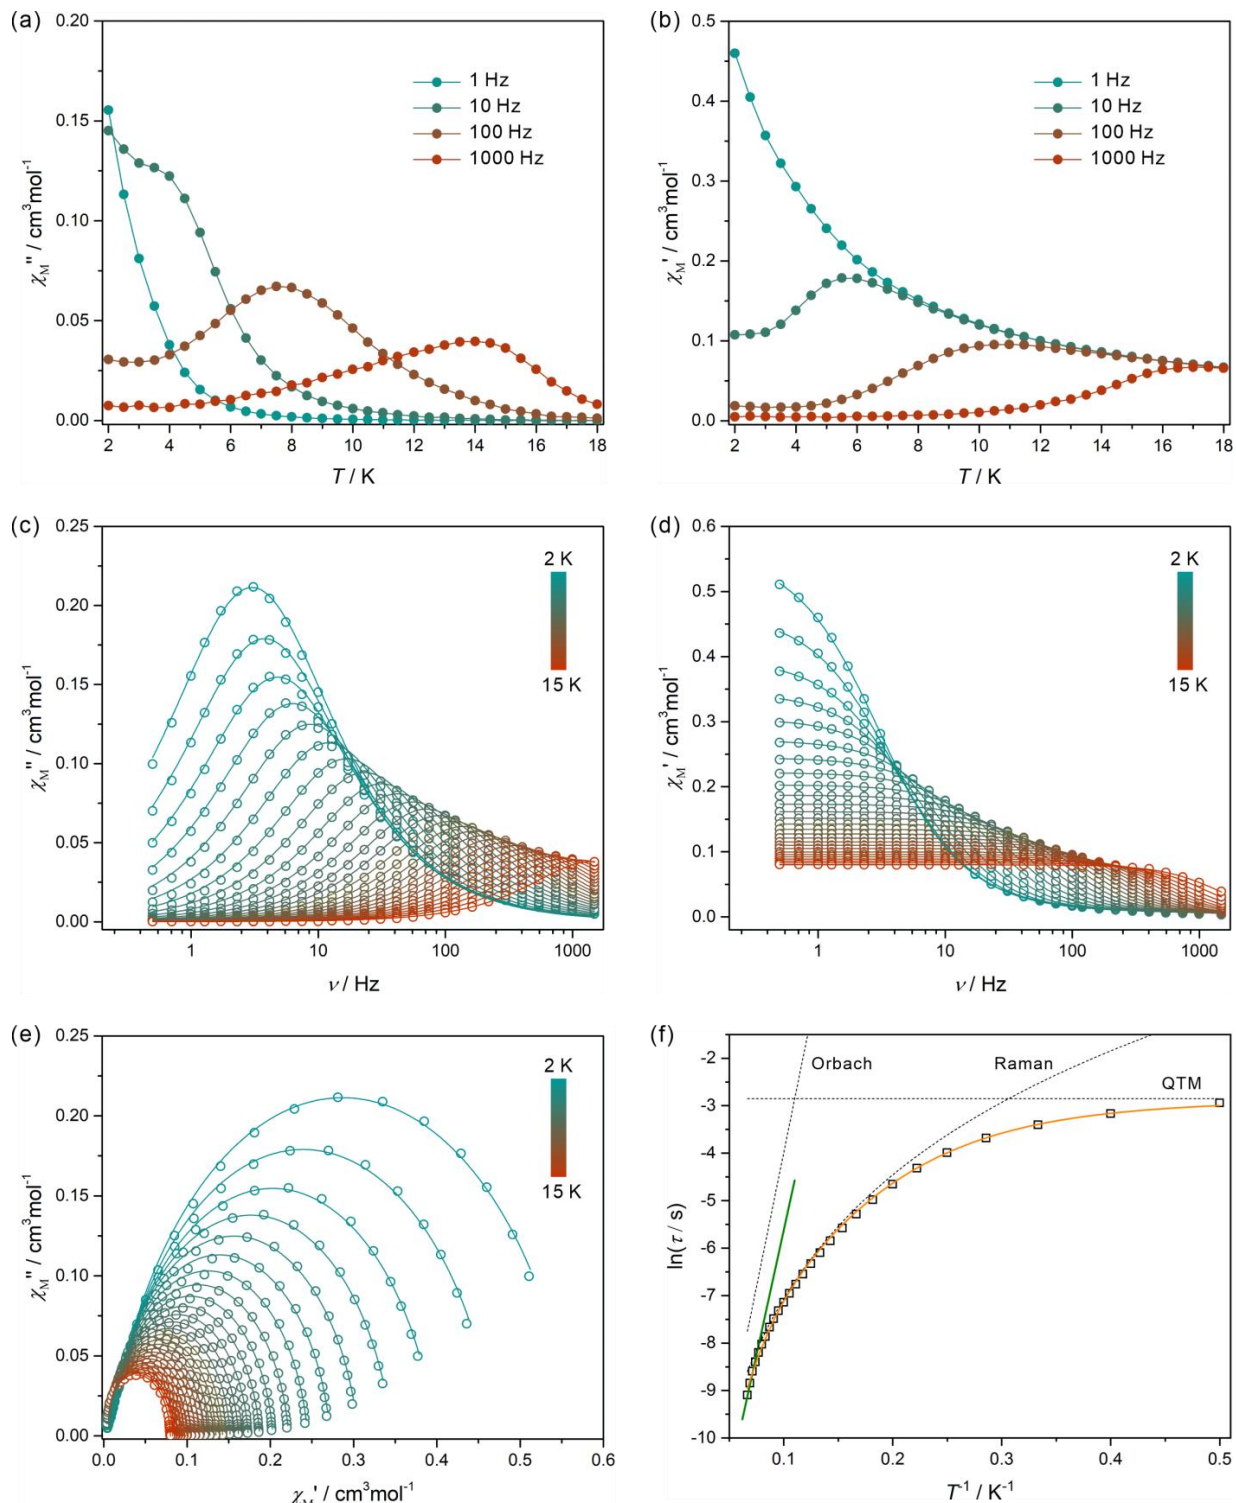 (a)
0.20
0.15
0.10
0.05
0.00
χM'' / cm³mol⁻¹
1 Hz
10 Hz
100 Hz
1000 Hz
2 4 6 8 10 12 14 16 18
T / K
(b)
0.5
0.4
0.3
0.2
0.1
0.0
χM' / cm³mol⁻¹
1 Hz
10 Hz
100 Hz
1000 Hz
2 4 6 8 10 12 14 16 18
T / K
(c)
0.25
0.20
0.15
0.10
0.05
0.00
χM'' / cm³mol⁻¹
2 K
15 K
1 10 100 1000
ν / Hz
(d)
0.6
0.5
0.4
0.3
0.2
0.1
0.0
χM' / cm³mol⁻¹
2 K
15 K
1 10 100 1000
ν / Hz
(e)
0.25
0.20
0.15
0.10
0.05
0.00
χM'' / cm³mol⁻¹
2 K
15 K
0.0 0.1 0.2 0.3 0.4 0.5 0.6
χM' / cm³mol⁻¹
(f)
-2
-3
-4
-5
-6
-7
-8
-9
-10
ln(τ / s)
Orbach
Raman
QTM
0.1 0.2 0.3 0.4 0.5
T⁻¹ / K⁻¹